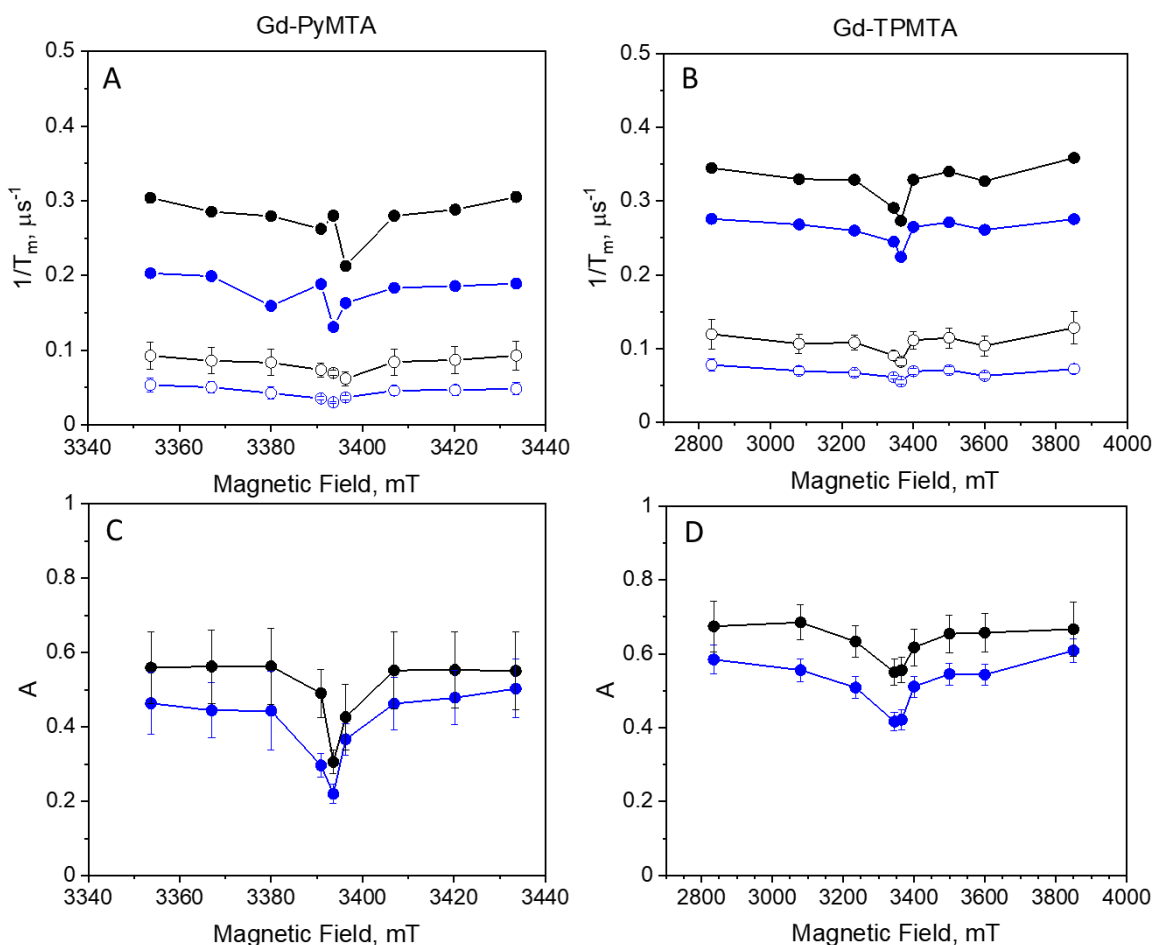 Gd-PyMTA
Gd-TPMTA
A
0.5
0.4
0.3
0.2
0.1
0
1/Tm, μs-1
3340 3360 3380 3400 3420 3440
Magnetic Field, mT
B
0.5
0.4
0.3
0.2
0.1
0
1/Tm, μs-1
2800 3000 3200 3400 3600 3800 4000
Magnetic Field, mT
C
1
0.8
0.6
0.4
0.2
0
A
3340 3360 3380 3400 3420 3440
Magnetic Field, mT
D
1
0.8
0.6
0.4
0.2
0
A
2800 3000 3200 3400 3600 3800 4000
Magnetic Field, mT